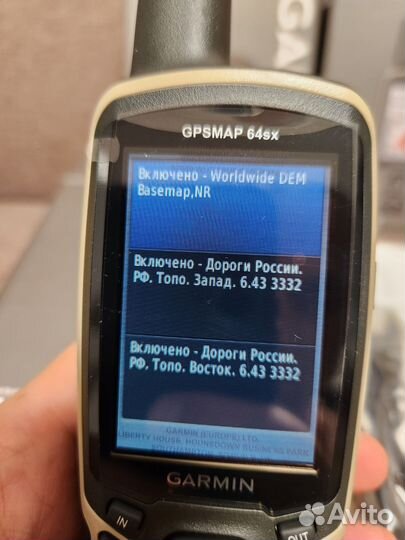 GA
GPSMAP 64sx
Включено - Worldwide DEM
Basemap,NR
Включено - Дороги России.
РФ. Топо. Запад. 6.43 3332
Включено - Дороги России.
РФ. Топо. Восток. 6.43 3332
GARMIN (EUROPE) LTD.
LIBERTY HOUSE, HOUNSDOWN BUSINESS PARK
GARMIN
IN
OUT
Avito